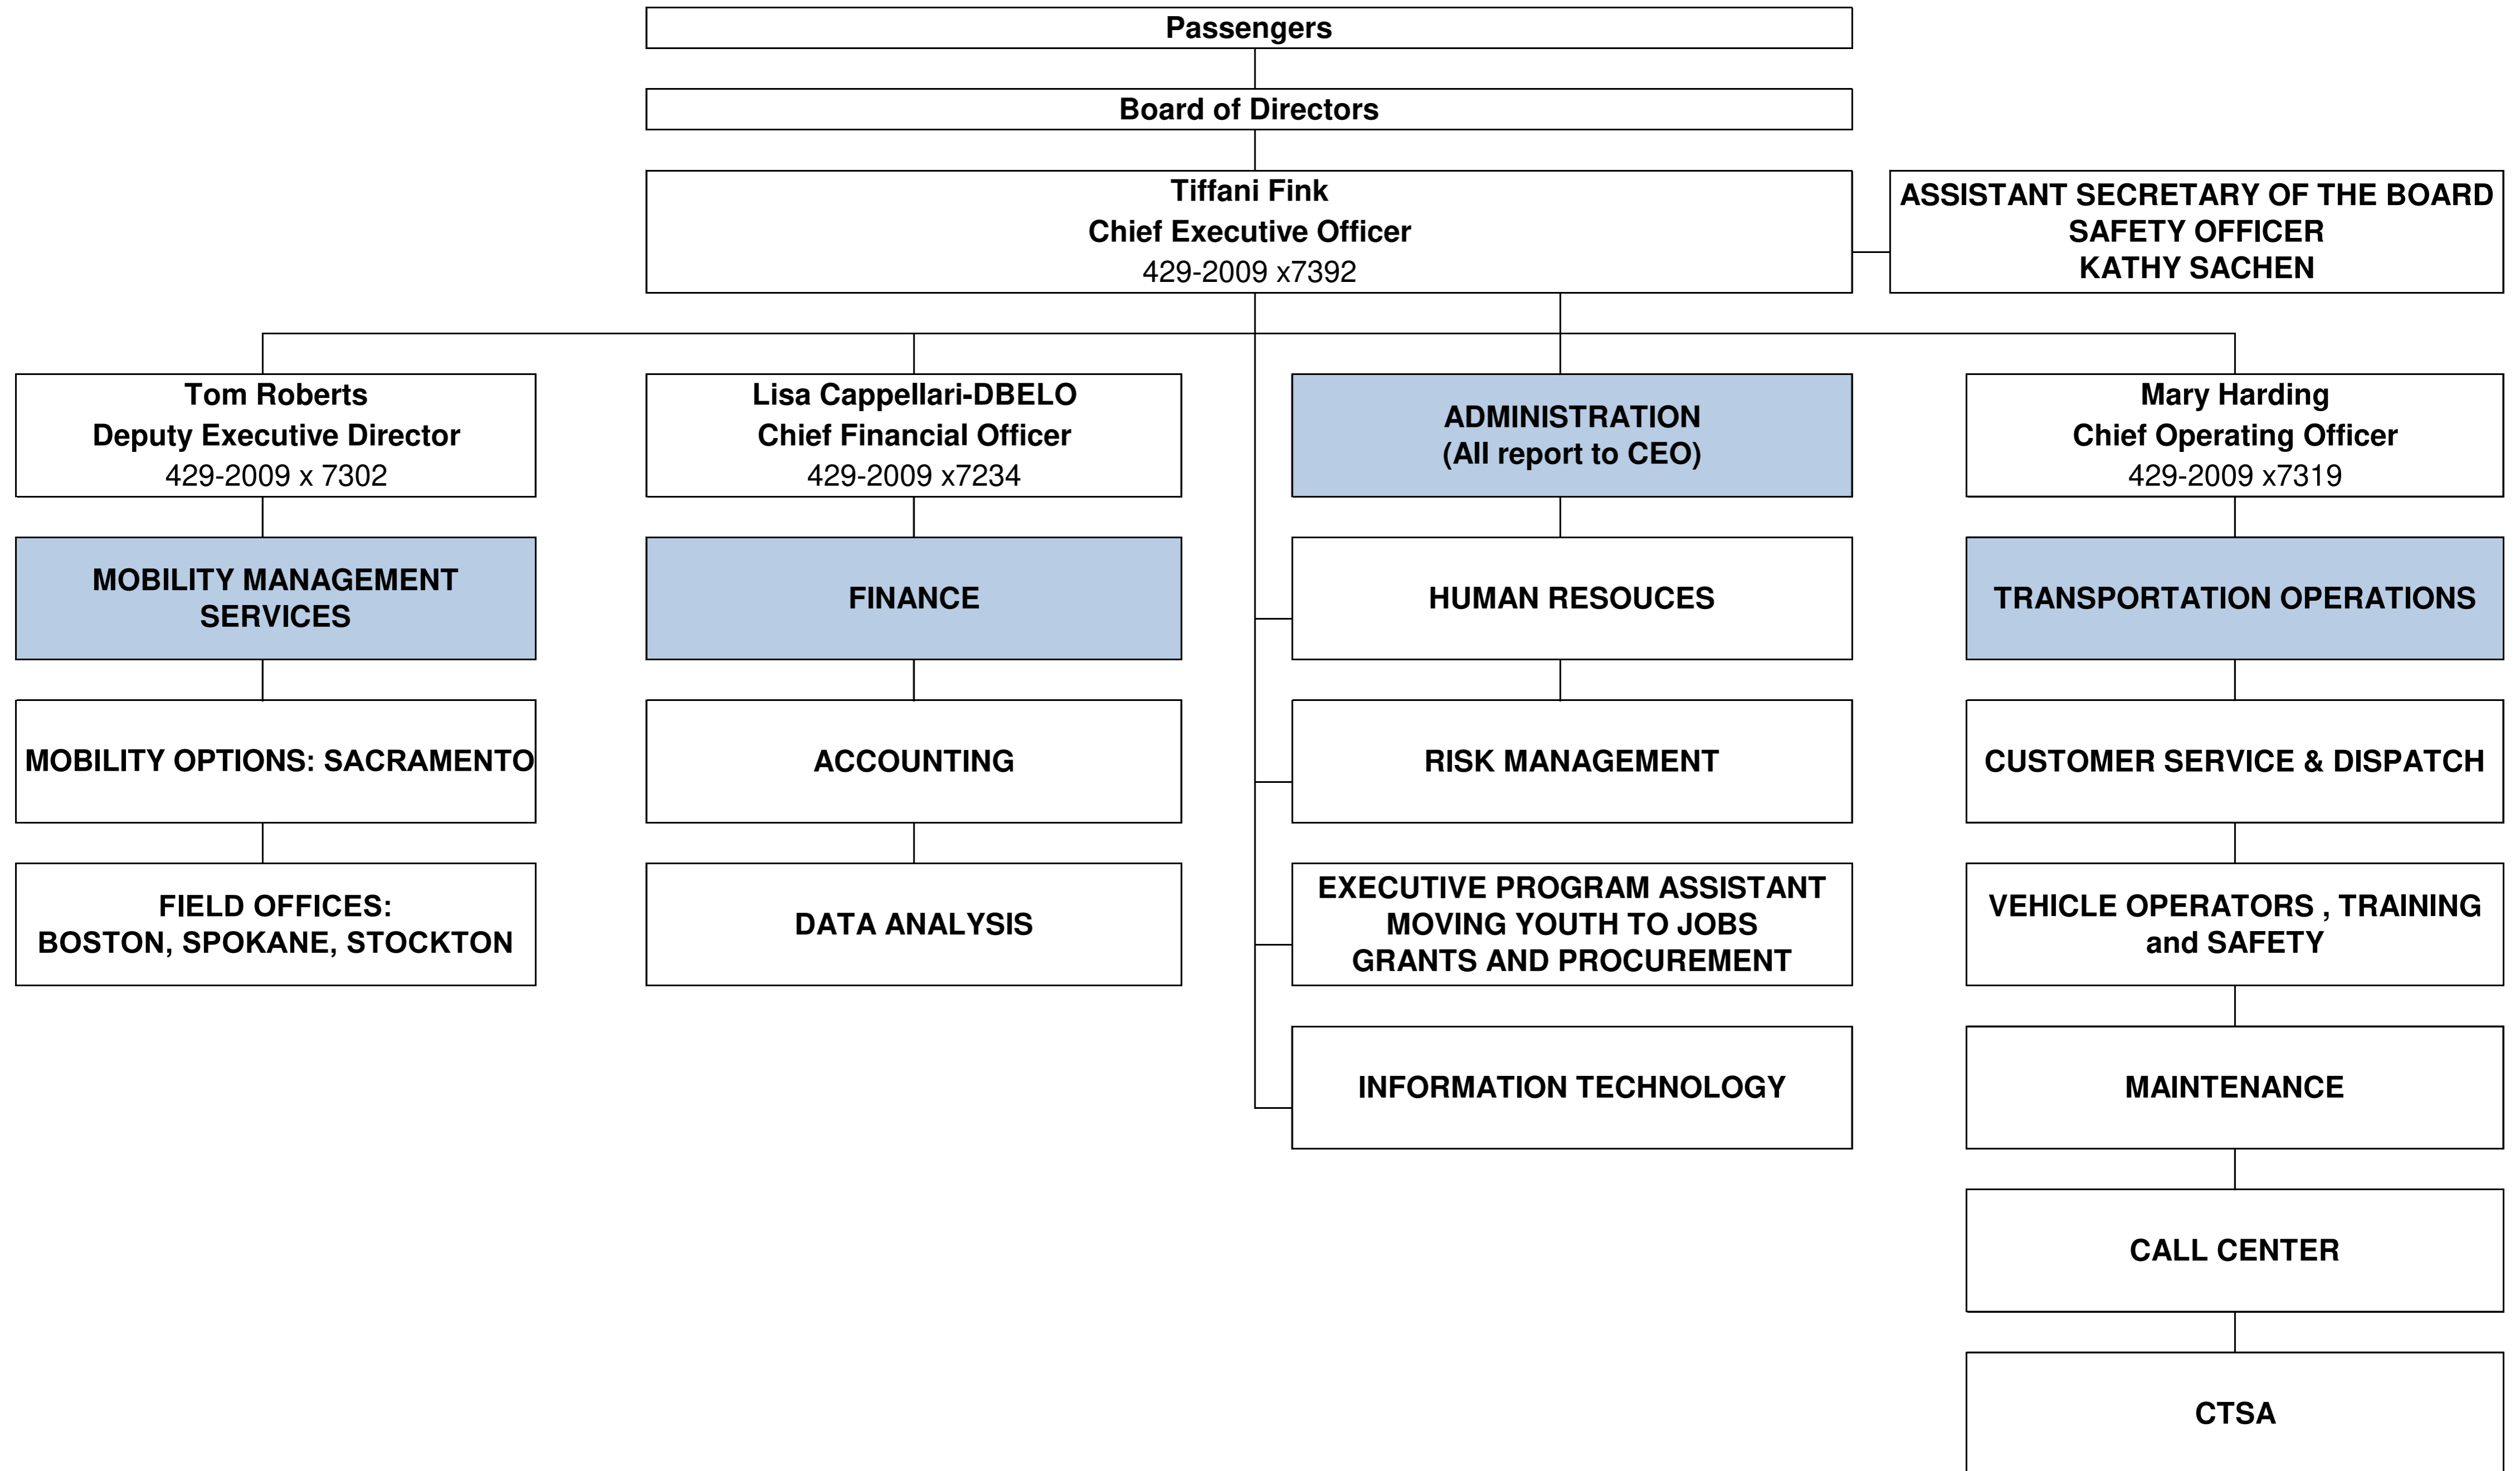 Passengers
Board of Directors
Tiffani Fink
Chief Executive Officer
429-2009 x7392
ASSISTANT SECRETARY OF THE BOARD
SAFETY OFFICER
KATHY SACHEN
Tom Roberts
Deputy Executive Director
429-2009 x 7302
Lisa Cappellari-DBELO
Chief Financial Officer
429-2009 x7234
ADMINISTRATION
(All report to CEO)
Mary Harding
Chief Operating Officer
429-2009 x7319
MOBILITY MANAGEMENT
SERVICES
FINANCE
HUMAN RESOUCES
TRANSPORTATION OPERATIONS
MOBILITY OPTIONS: SACRAMENTO
ACCOUNTING
RISK MANAGEMENT
CUSTOMER SERVICE & DISPATCH
FIELD OFFICES:
BOSTON, SPOKANE, STOCKTON
DATA ANALYSIS
EXECUTIVE PROGRAM ASSISTANT
MOVING YOUTH TO JOBS
GRANTS AND PROCUREMENT
VEHICLE OPERATORS , TRAINING
and SAFETY
INFORMATION TECHNOLOGY
MAINTENANCE
CALL CENTER
CTSA